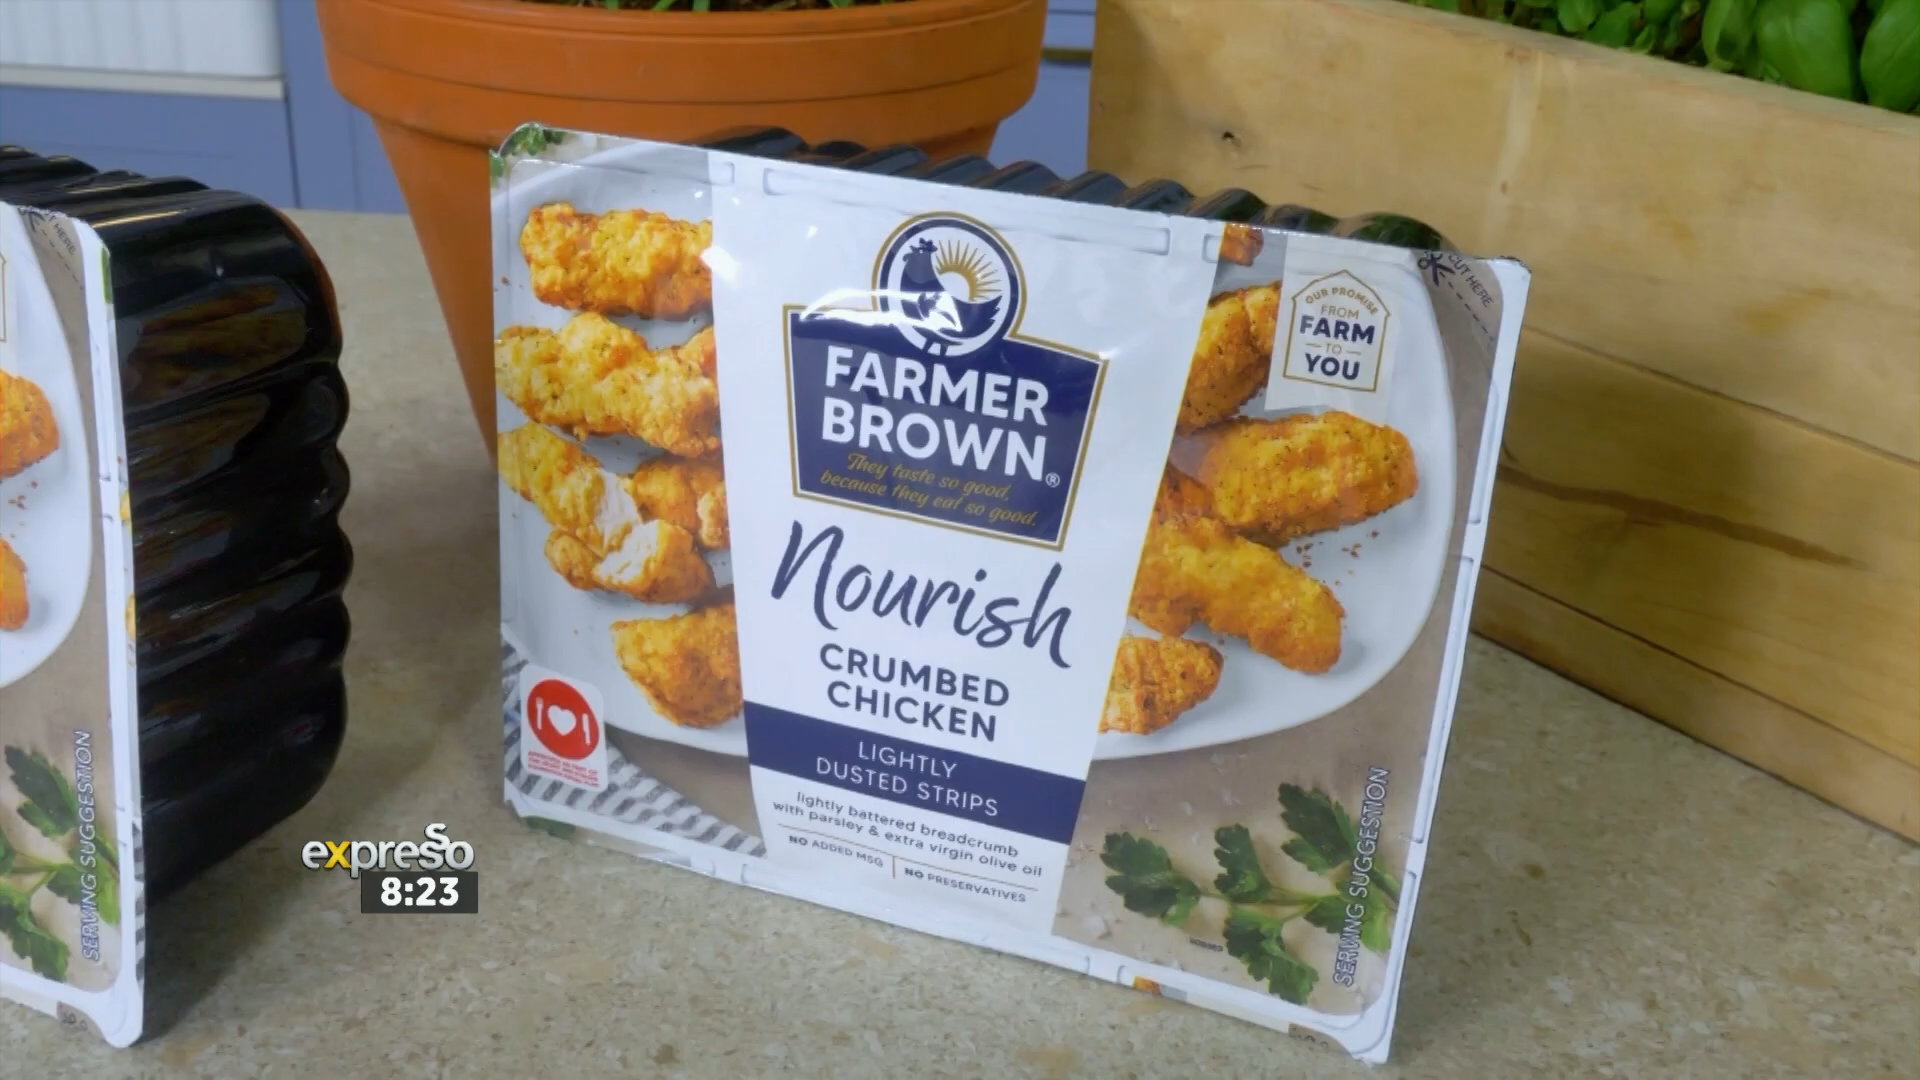 HERE
SERVING SUGGESTION
FARMER
BROWN®
They taste so good,
because they eat so good.
Nourish
CRUMBED
CHICKEN
LIGHTLY
DUSTED STRIPS
lightly battered breadcrumb
with parsley & extra virgin olive oil
NO ADDED MSG
NO PRESERVATIVES
OUR PROMISE
FROM
FARM
TO
YOU
CUT HERE
SERVING SUGGESTION
expresso
8:23